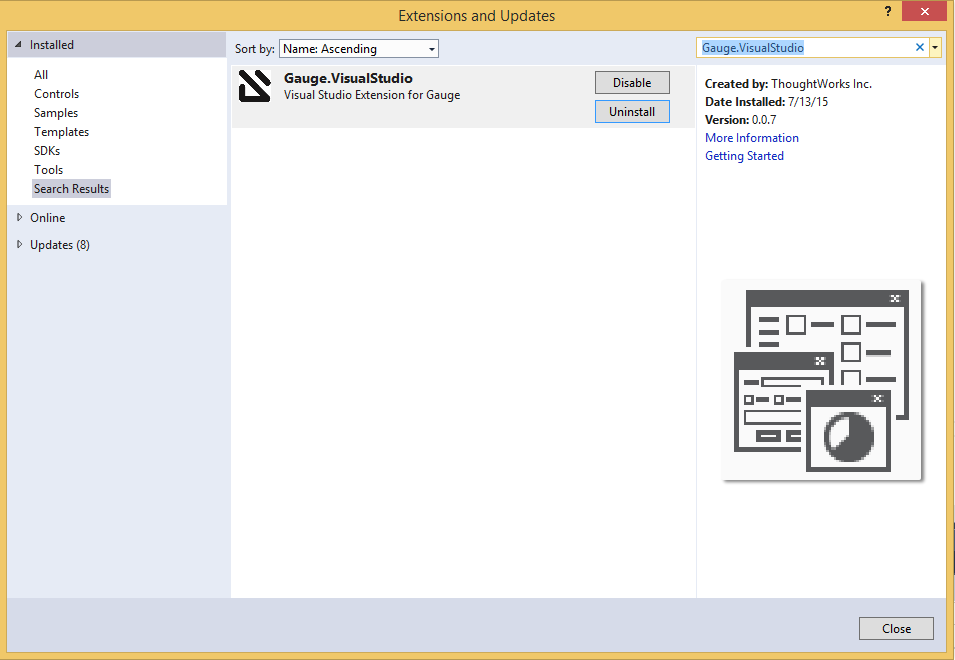 Extensions and Updates
?
Installed
All
Controls
Samples
Templates
SDKs
Tools
Search Results
Online
Updates (8)
Sort by: Name: Ascending
Gauge.VisualStudio
Visual Studio Extension for Gauge
Disable
Uninstall
Gauge.VisualStudio
Created by: ThoughtWorks Inc.
Date Installed: 7/13/15
Version: 0.0.7
More Information
Getting Started
Close